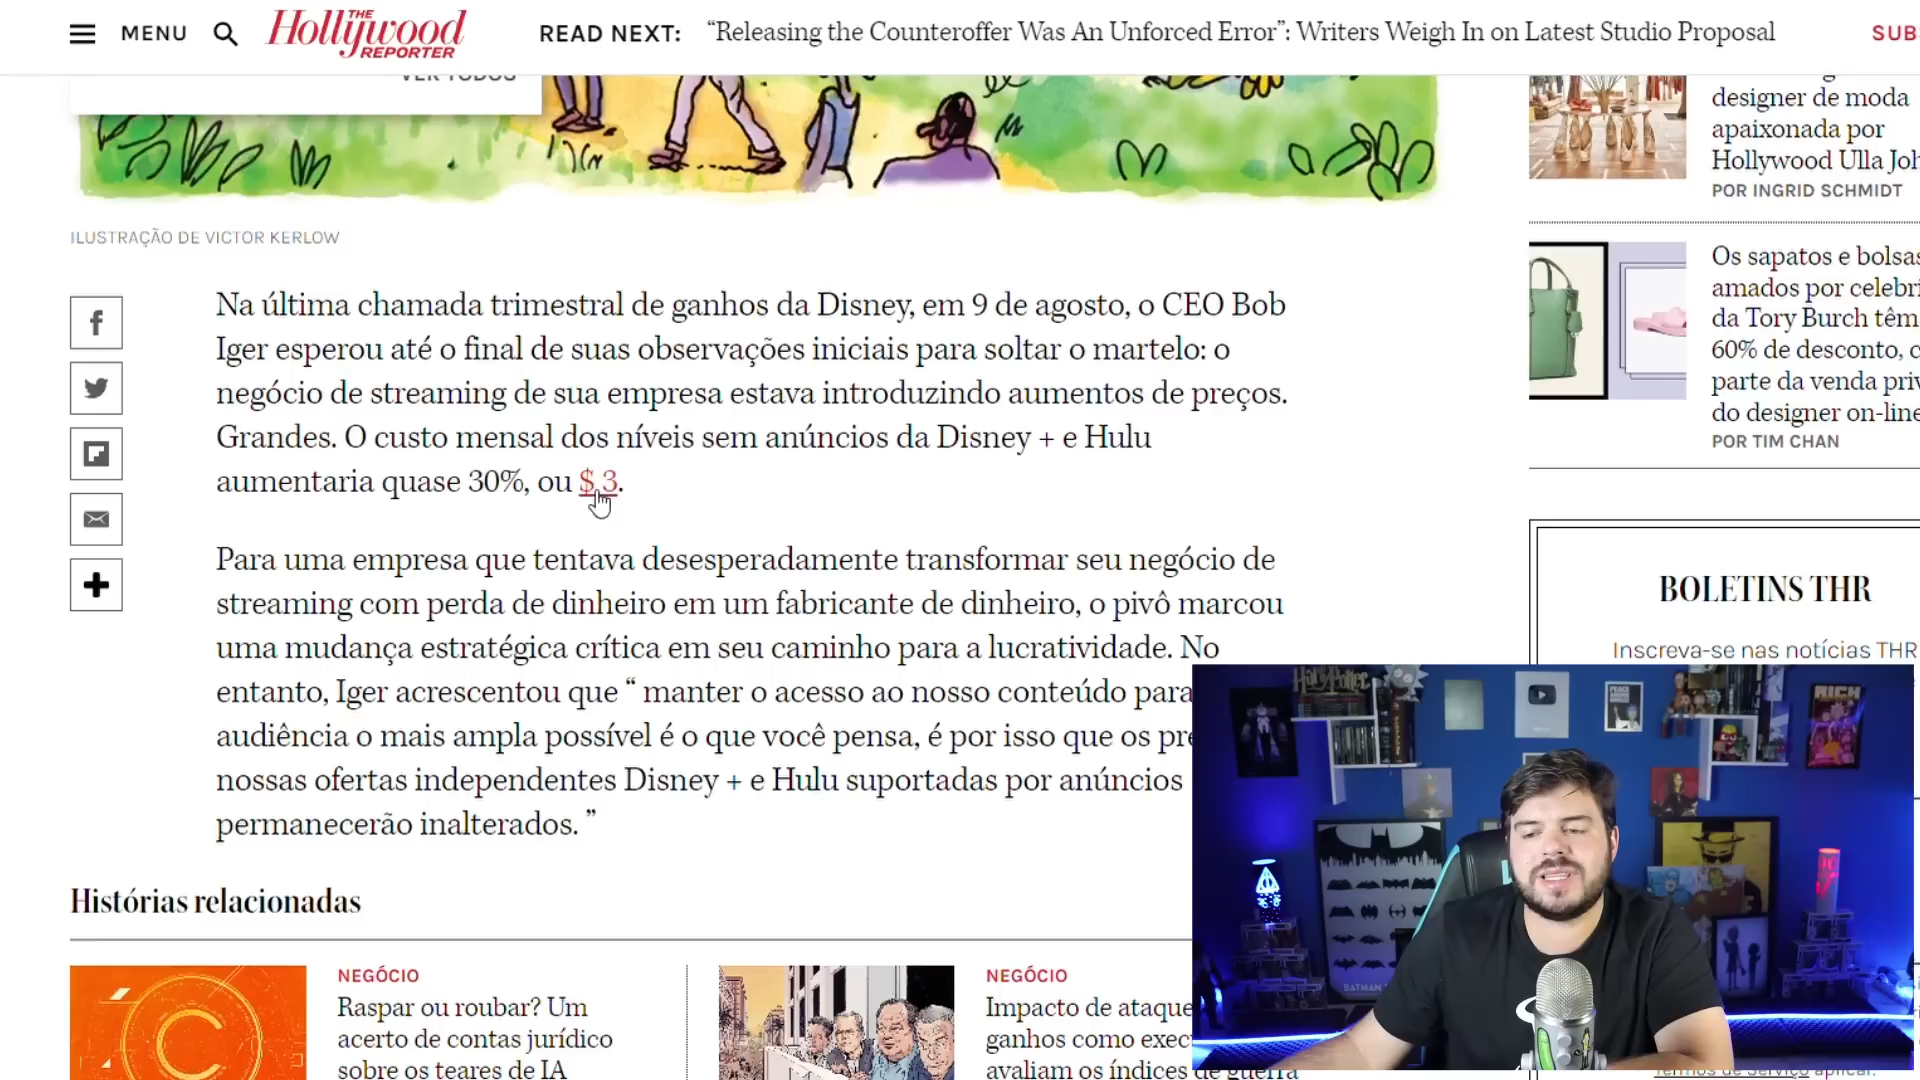 MENU
THE
Hollywood
REPORTER
READ NEXT:
“Releasing the Counteroffer Was An Unforced Error”: Writers Weigh In on Latest Studio Proposal
SUB
VER TODOS
ILUSTRAÇÃO DE VICTOR KERLOW
Na última chamada trimestral de ganhos da Disney, em 9 de agosto, o CEO Bob
Iger esperou até o final de suas observações iniciais para soltar o martelo: o
negócio de streaming de sua empresa estava introduzindo aumentos de preços.
Grandes. O custo mensal dos níveis sem anúncios da Disney + e Hulu
aumentaria quase 30%, ou $ 3.
Para uma empresa que tentava desesperadamente transformar seu negócio de
streaming com perda de dinheiro em um fabricante de dinheiro, o pivô marcou
uma mudança estratégica crítica em seu caminho para a lucratividade. No
entanto, Iger acrescentou que “ manter o acesso ao nosso conteúdo para
audiência o mais ampla possível é o que você pensa, é por isso que os pre
nossas ofertas independentes Disney + e Hulu suportadas por anúncios
permanecerão inalterados. ”
Histórias relacionadas
NEGÓCIO
Raspar ou roubar? Um
acerto de contas jurídico
sobre os teares de IA
NEGÓCIO
Impacto de ataque
ganhos como exec
avaliam os índices de guerra
designer de moda
apaixonada por
Hollywood Ulla Joh
POR INGRID SCHMIDT
Os sapatos e bolsas
amados por celebri
da Tory Burch têm
60% de desconto, c
parte da venda priv
do designer on-line
POR TIM CHAN
BOLETINS THR
Inscreva-se nas notícias THR
Harry Potter
PEACE
RICH
BATMAN
Termos de Serviço aplicar.